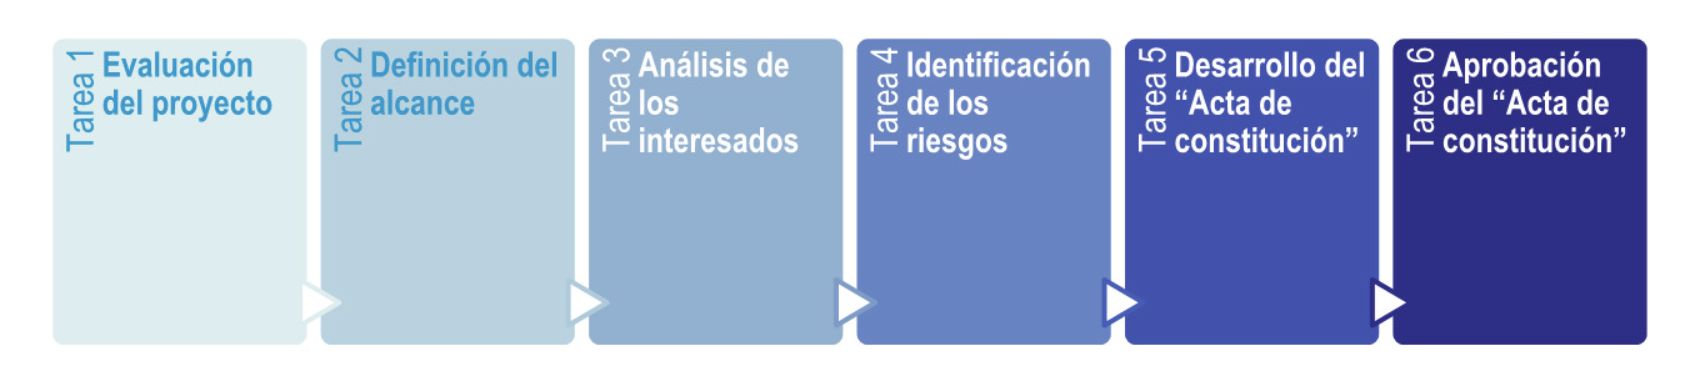 Tarea 1
Evaluación
del proyecto
Tarea 2
Definición del
alcance
Tarea 3
Análisis de
los
interesados
Tarea 4
Identificación
de los
riesgos
Tarea 5
Desarrollo del
“Acta de
constitución”
Tarea 6
Aprobación
del “Acta de
constitución”